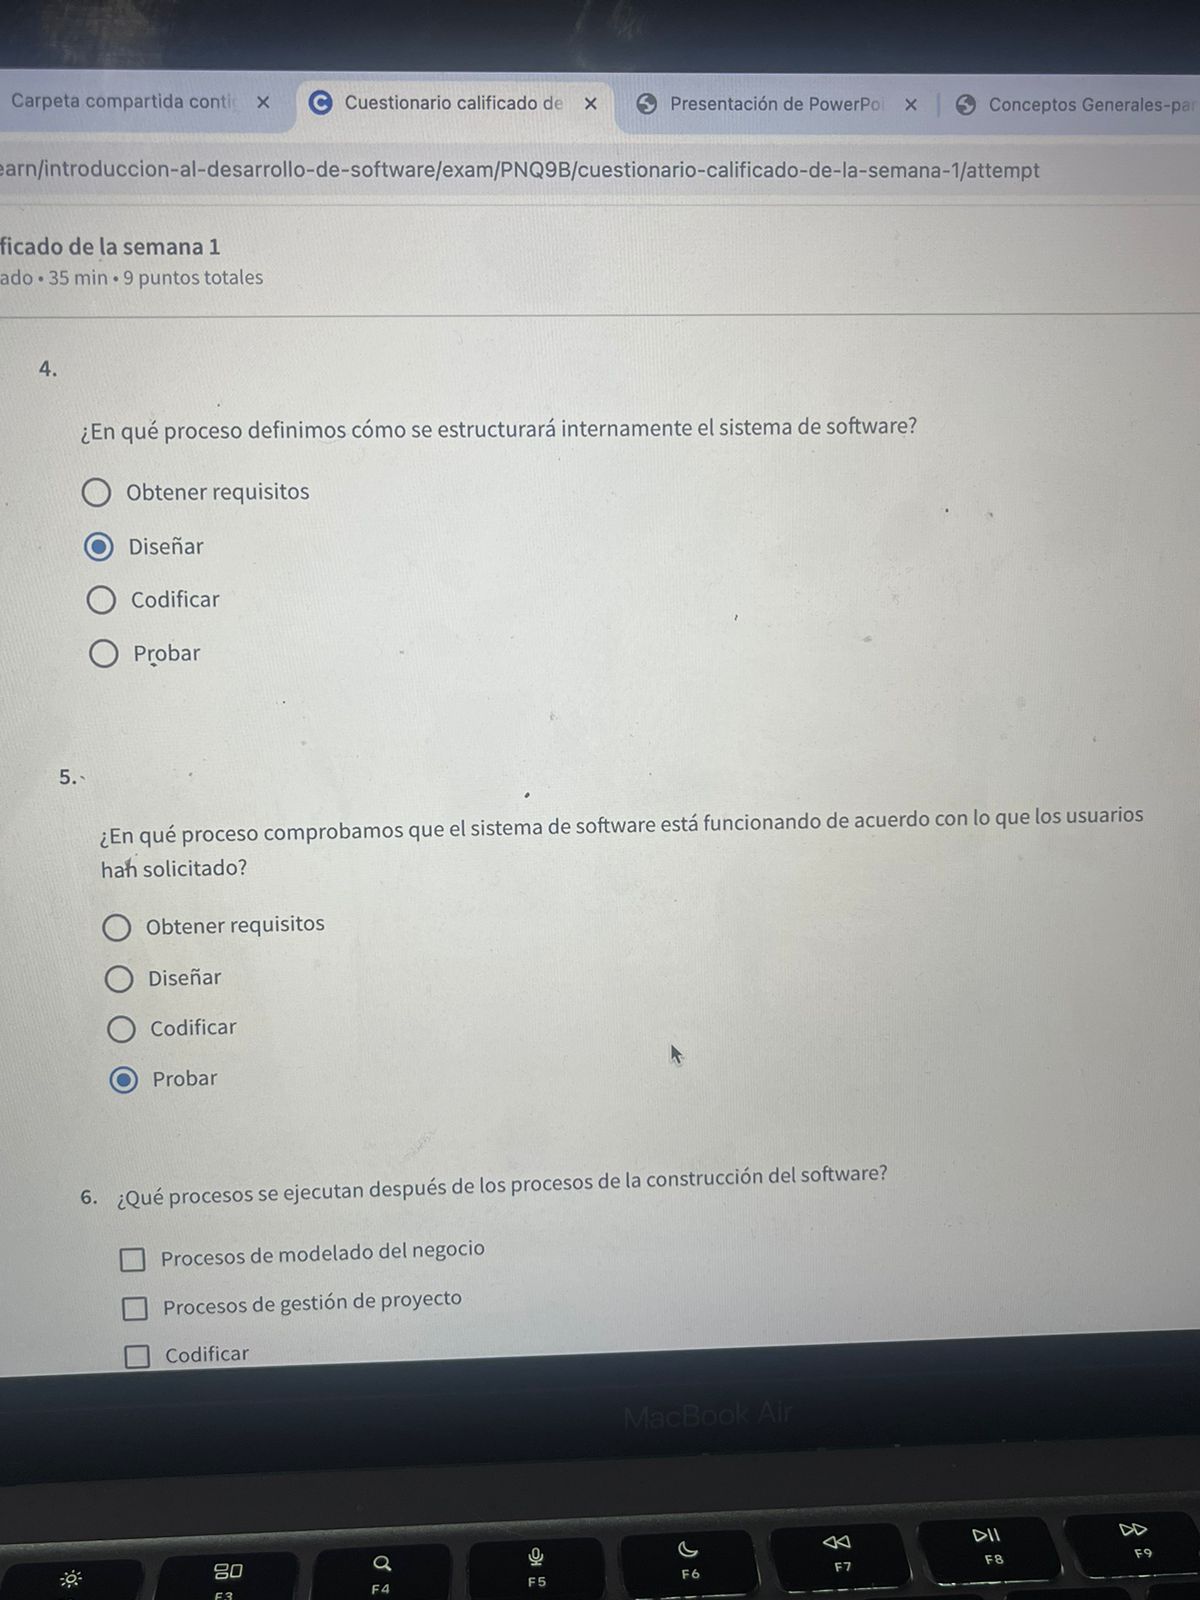 Carpeta compartida conti
Cuestionario calificado de
Presentación de PowerPoi
Conceptos Generales-par
earn/introduccion-al-desarrollo-de-software/exam/PNQ9B/cuestionario-calificado-de-la-semana-1/attempt
ficado de la semana 1
ado • 35 min • 9 puntos totales
4.
¿En qué proceso definimos cómo se estructurará internamente el sistema de software?
Obtener requisitos
Diseñar
Codificar
Probar
5.
¿En qué proceso comprobamos que el sistema de software está funcionando de acuerdo con lo que los usuarios
han solicitado?
Obtener requisitos
Diseñar
Codificar
Probar
6. ¿Qué procesos se ejecutan después de los procesos de la construcción del software?
Procesos de modelado del negocio
Procesos de gestión de proyecto
Codificar
MacBook Air
F3
F4
F5
F6
F7
F8
F9